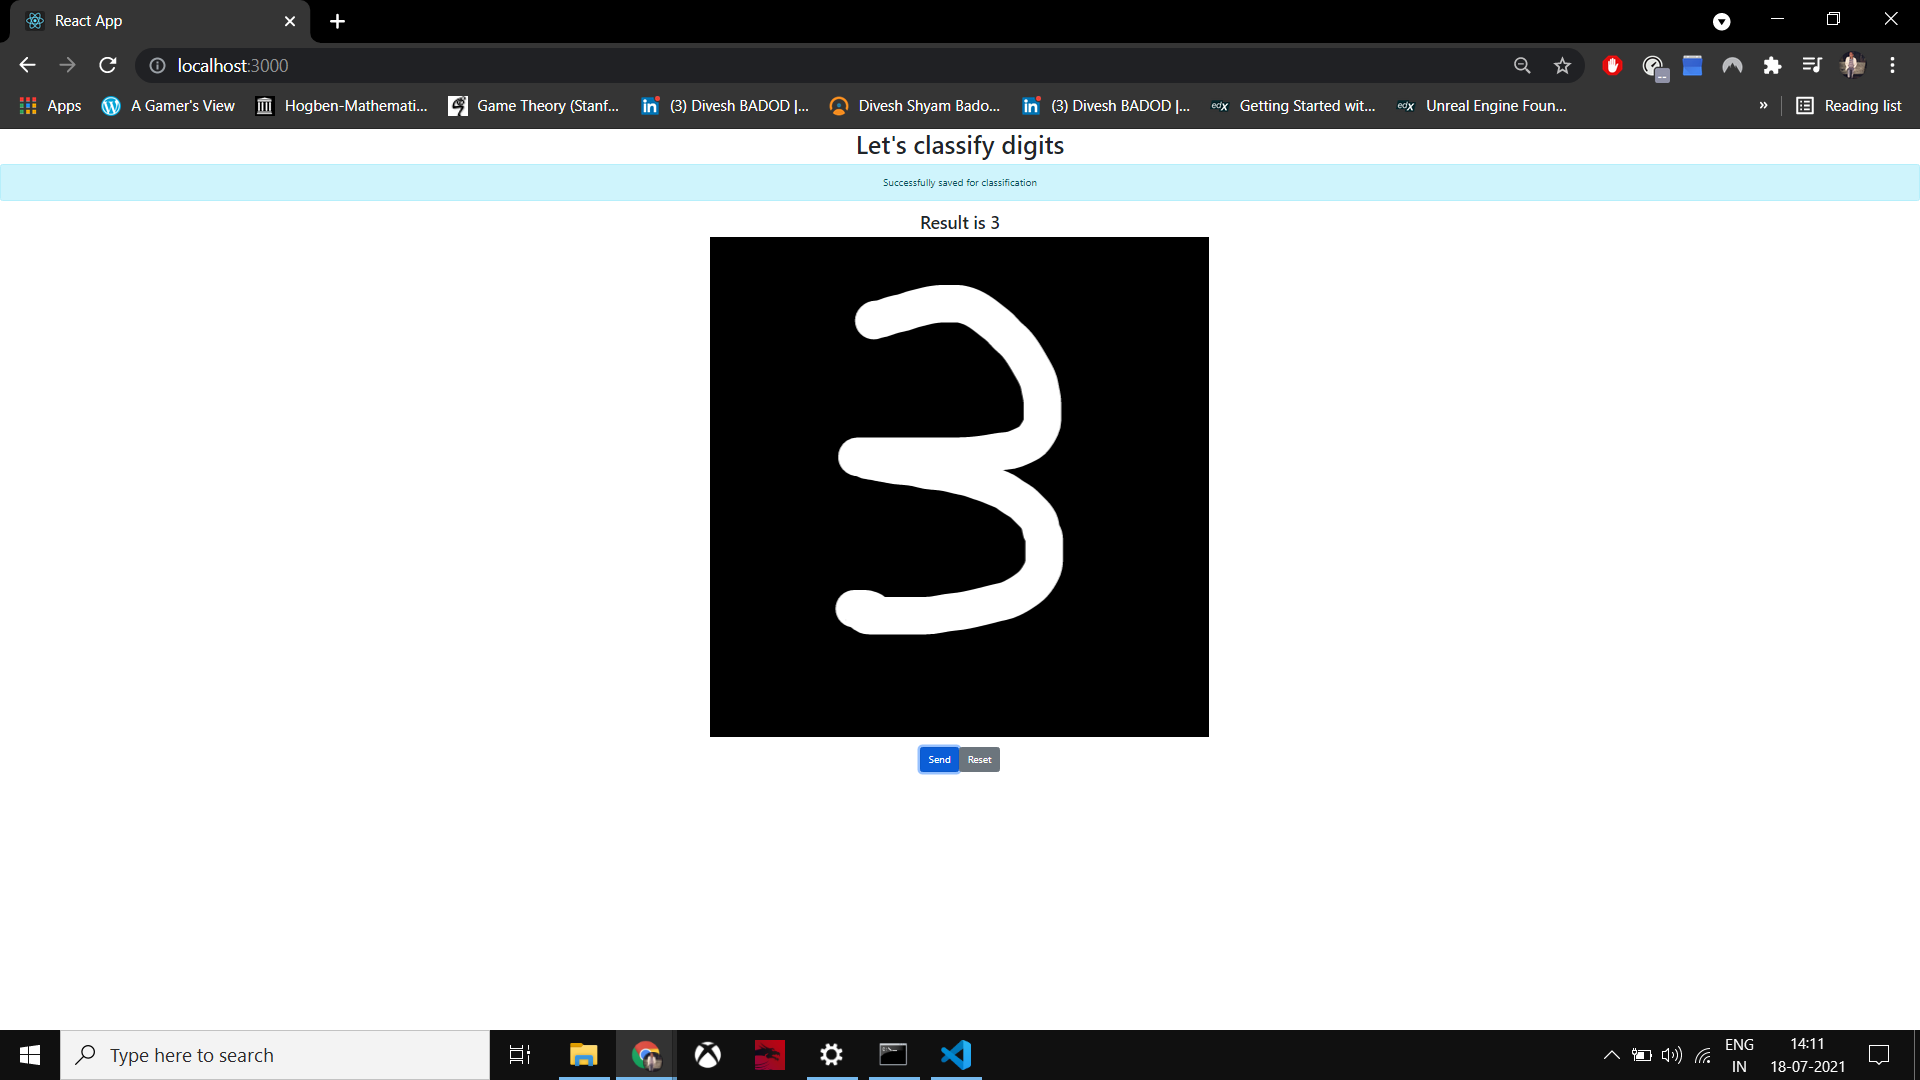 React App
localhost:3000
Apps
A Gamer's View
Hogben-Mathemati...
Game Theory (Stanf...
(3) Divesh BADOD |...
Divesh Shyam Bado...
(3) Divesh BADOD |...
Getting Started wit...
Unreal Engine Foun...
Reading list
Let's classify digits
Successfully saved for classification
Result is 3
3
Send
Reset
Type here to search
ENG
IN
14:11
18-07-2021